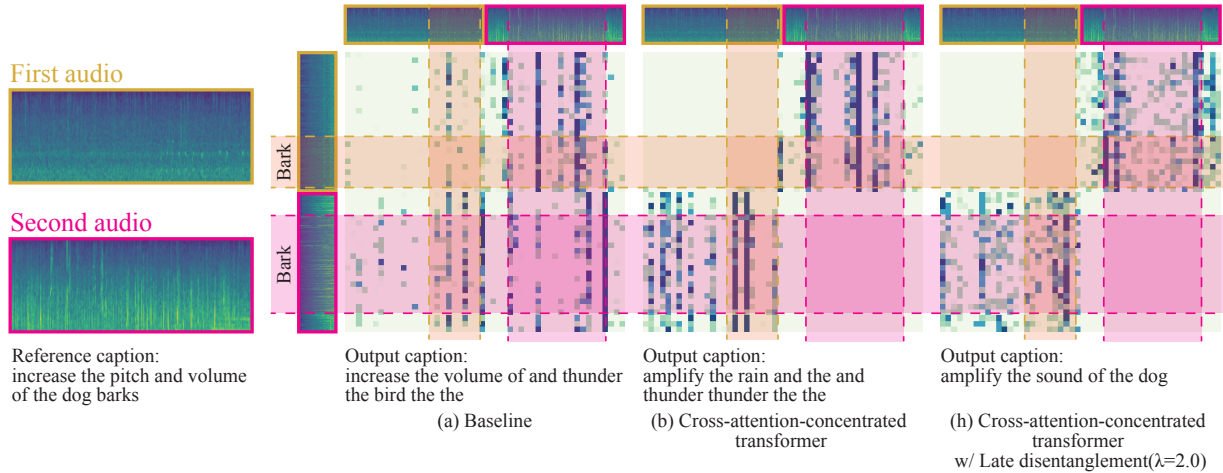 First audio
Second audio
Bark
Bark
Reference caption:
increase the pitch and volume
of the dog barks
Output caption:
increase the volume of and thunder
the bird the the
(a) Baseline
Output caption:
amplify the rain and the and
thunder thunder the the
(b) Cross-attention-concentrated
transformer
Output caption:
amplify the sound of the dog
(h) Cross-attention-concentrated
transformer
w/ Late disentanglement(λ=2.0)